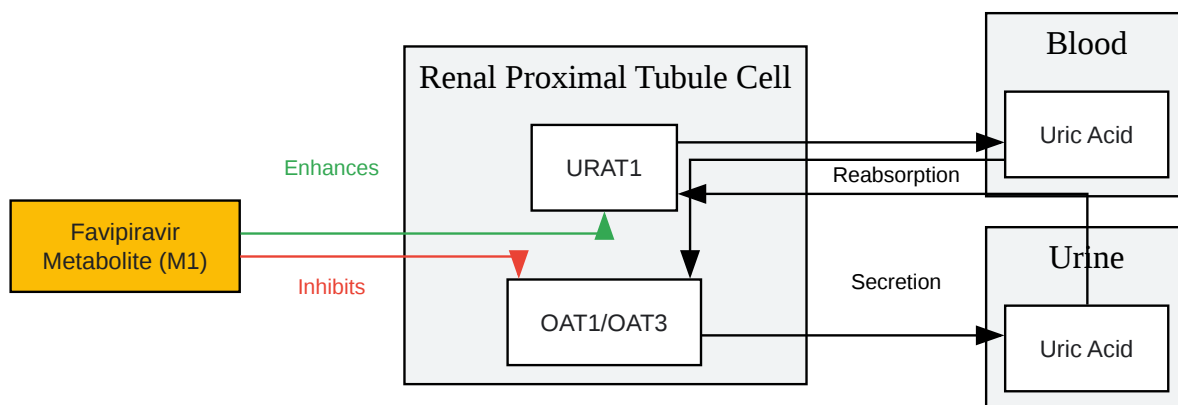 Renal Proximal Tubule Cell
Blood
URAT1
Uric Acid
Enhances
Reabsorption
Favipiravir
Metabolite (M1)
Inhibits
Urine
Secretion
OAT1/OAT3
Uric Acid